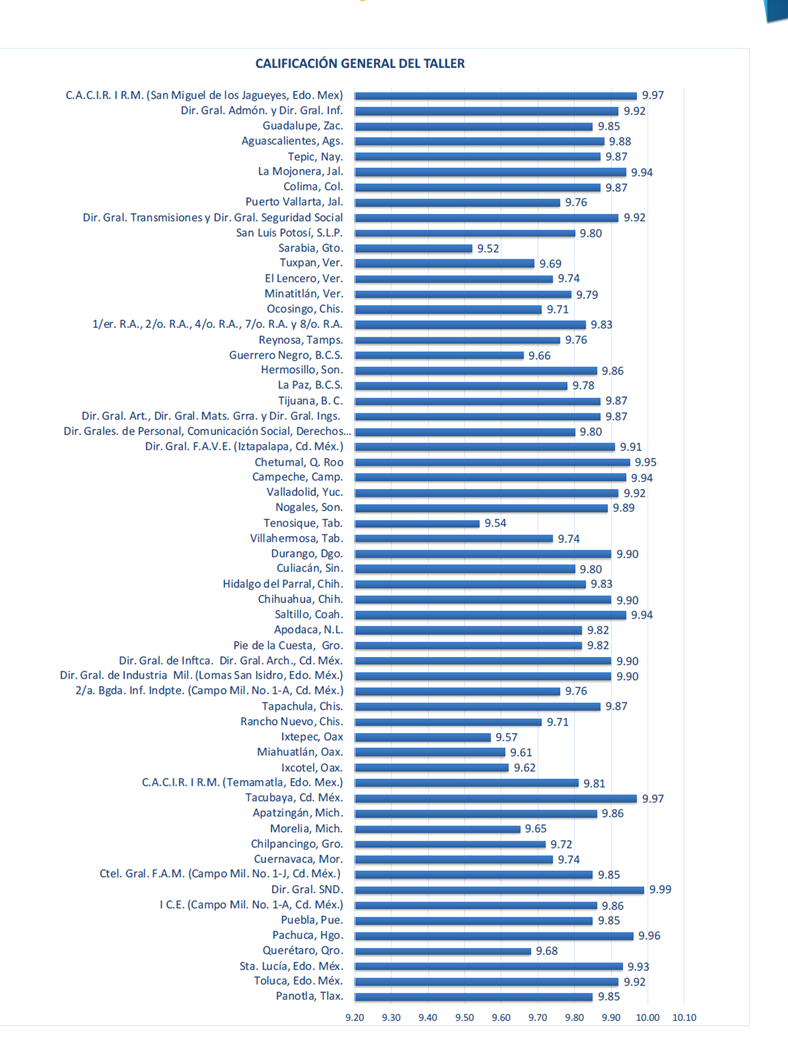 CALIFICACIÓN GENERAL DEL TALLER
C.A.C.I.R. I R.M. (San Miguel de los Jagueyes, Edo. Mex) 9.97
Dir. Gral. Admón. y Dir. Gral. Inf. 9.92
Guadalupe, Zac. 9.85
Aguascalientes, Ags. 9.88
Tepic, Nay. 9.87
La Mojonera, Jal. 9.94
Colima, Col. 9.87
Puerto Vallarta, Jal. 9.76
Dir. Gral. Transmisiones y Dir. Gral. Seguridad Social 9.92
San Luis Potosí, S.L.P. 9.80
Sarabia, Gto. 9.52
Tuxpan, Ver. 9.69
El Lencero, Ver. 9.74
Minatitlán, Ver. 9.79
Ocosingo, Chis. 9.71
1/er. R.A., 2/o. R.A., 4/o. R.A., 7/o. R.A. y 8/o. R.A. 9.83
Reynosa, Tamps. 9.76
Guerrero Negro, B.C.S. 9.66
Hermosillo, Son. 9.86
La Paz, B.C.S. 9.78
Tijuana, B. C. 9.87
Dir. Gral. Art., Dir. Gral. Mats. Grra. y Dir. Gral. Ings. 9.87
Dir. Grales. de Personal, Comunicación Social, Derechos... 9.80
Dir. Gral. F.A.V.E. (Iztapalapa, Cd. Méx.) 9.91
Chetumal, Q. Roo 9.95
Campeche, Camp. 9.94
Valladolid, Yuc. 9.92
Nogales, Son. 9.89
Tenosique, Tab. 9.54
Villahermosa, Tab. 9.74
Durango, Dgo. 9.90
Culiacán, Sin. 9.80
Hidalgo del Parral, Chih. 9.83
Chihuahua, Chih. 9.90
Saltillo, Coah. 9.94
Apodaca, N.L. 9.82
Pie de la Cuesta, Gro. 9.82
Dir. Gral. de Inftca. Dir. Gral. Arch., Cd. Méx. 9.90
Dir. Gral. de Industria Mil. (Lomas San Isidro, Edo. Méx.) 9.90
2/a. Bgda. Inf. Indpte. (Campo Mil. No. 1-A, Cd. Méx.) 9.76
Tapachula, Chis. 9.87
Rancho Nuevo, Chis. 9.71
Ixtepec, Oax 9.57
Miahuatlán, Oax. 9.61
Ixcotel, Oax. 9.62
C.A.C.I.R. I R.M. (Temamatla, Edo. Mex.) 9.81
Tacubaya, Cd. Méx. 9.97
Apatzingán, Mich. 9.86
Morelia, Mich. 9.65
Chilpancingo, Gro. 9.72
Cuernavaca, Mor. 9.74
Ctel. Gral. F.A.M. (Campo Mil. No. 1-J, Cd. Méx.) 9.85
Dir. Gral. SND. 9.99
I C.E. (Campo Mil. No. 1-A, Cd. Méx.) 9.86
Puebla, Pue. 9.85
Pachuca, Hgo. 9.96
Querétaro, Qro. 9.68
Sta. Lucía, Edo. Méx. 9.93
Toluca, Edo. Méx. 9.92
Panotla, Tlax. 9.85
9.20 9.30 9.40 9.50 9.60 9.70 9.80 9.90 10.00 10.10